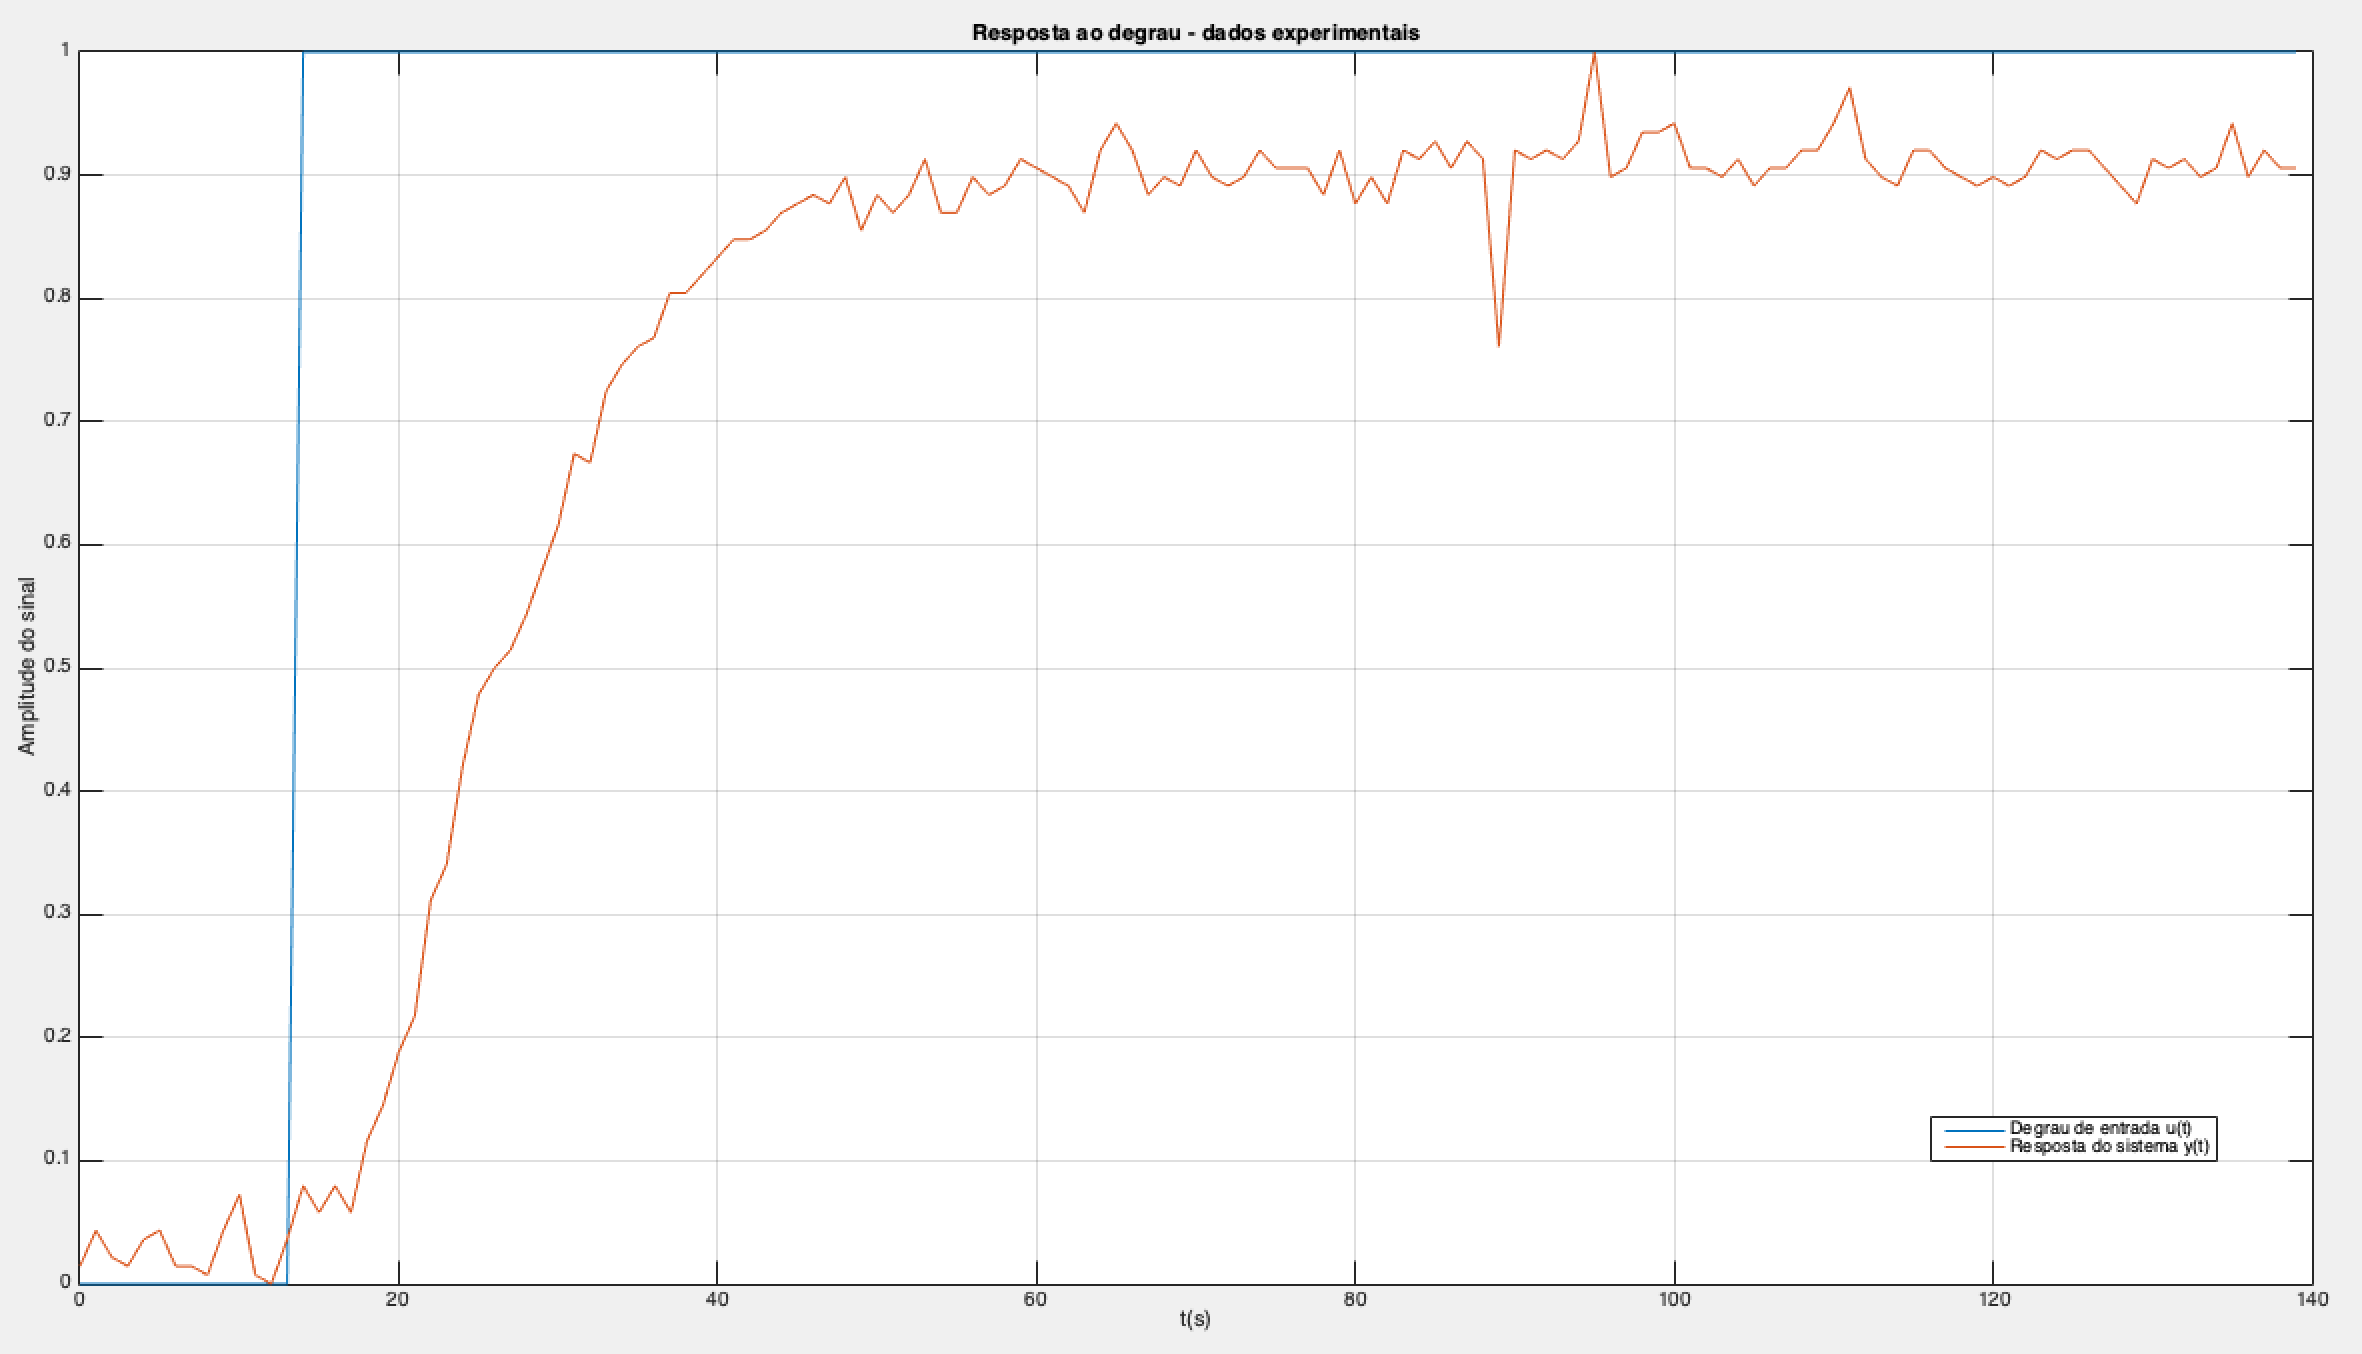 Resposta ao degrau - dados experimentais
1
0.9
0.8
0.7
0.6
0.5
0.4
0.3
0.2
0.1
0
Amplitude do sinal
0 20 40 60 80 100 120 140
t(s)
Degrau de entrada u(t)
Resposta do sistema y(t)